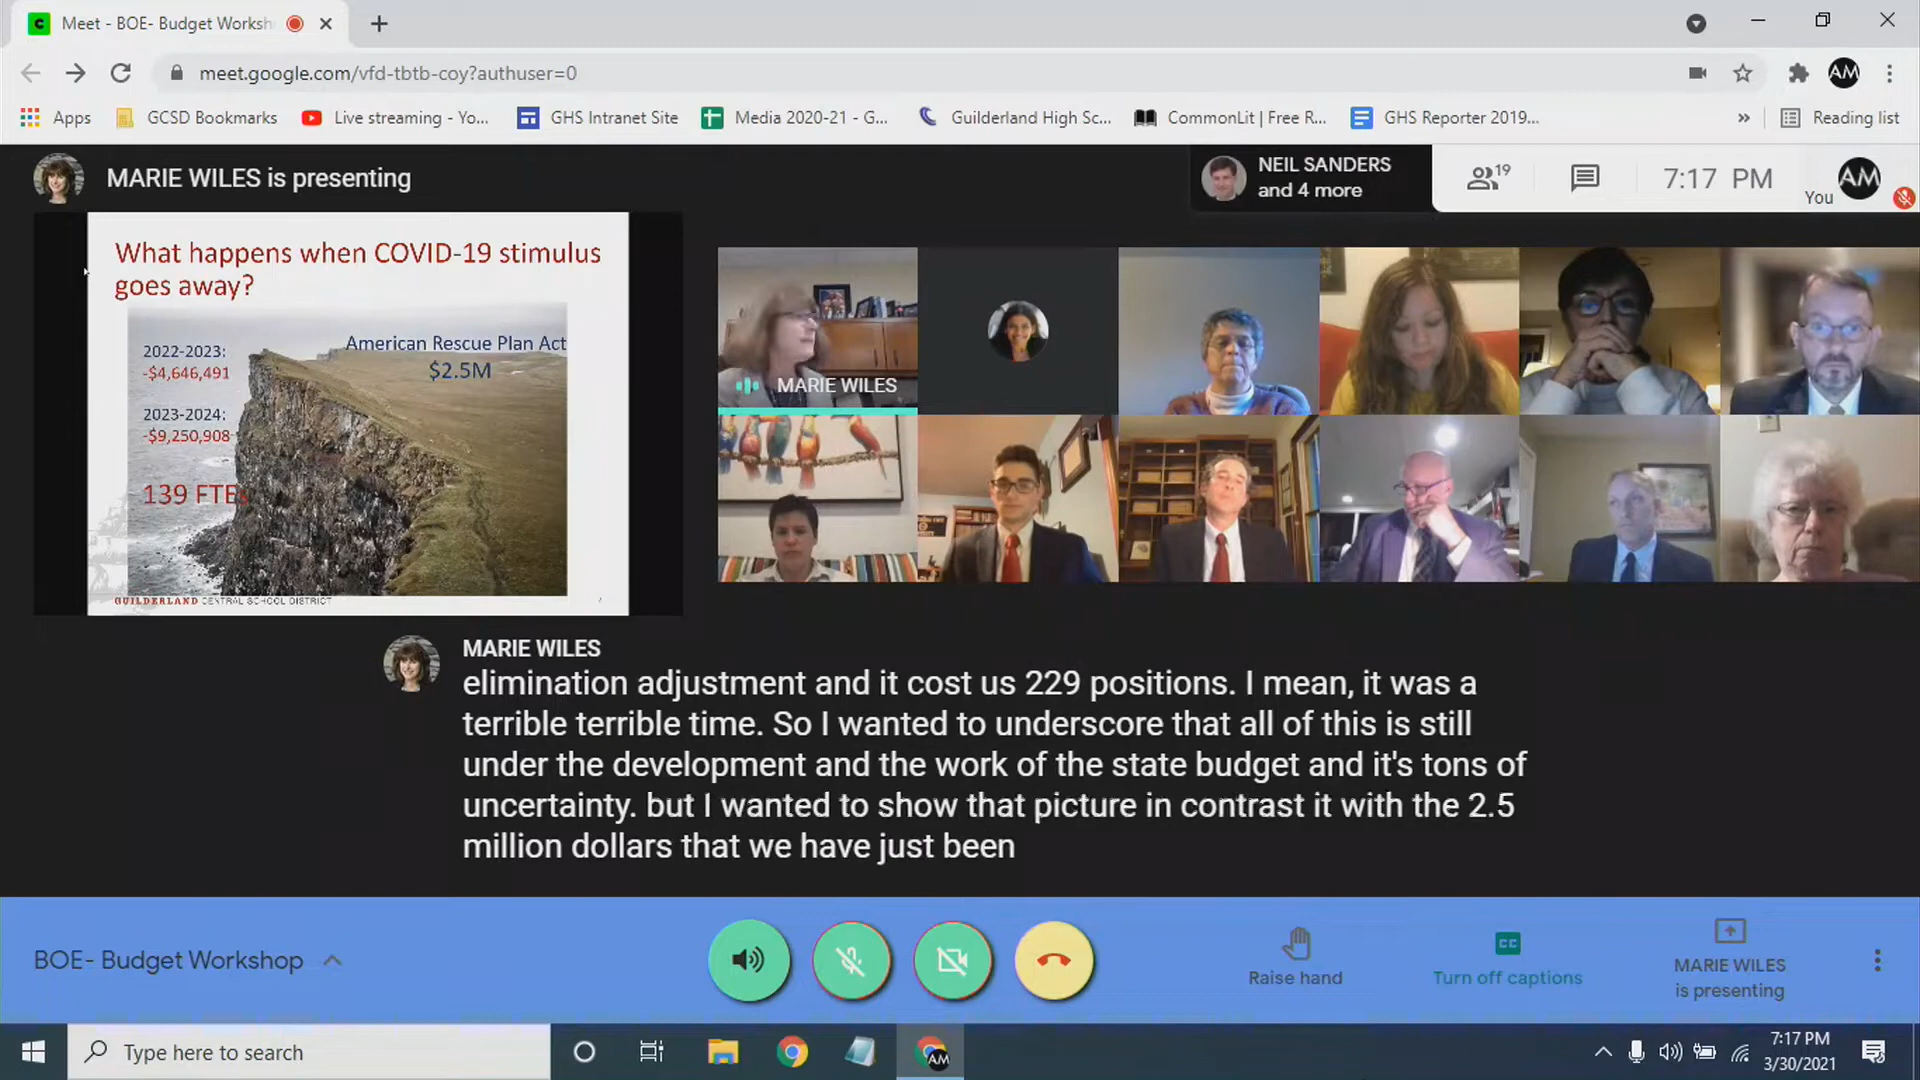 Meet - BOE- Budget Worksh
meet.google.com/vfd-tbtb-coy?authuser=0
AM
Apps
GCSD Bookmarks
Live streaming - Yo...
GHS Intranet Site
Media 2020-21 - G...
Guilderland High Sc...
CommonLit | Free R...
GHS Reporter 2019...
»
Reading list
MARIE WILES is presenting
NEIL SANDERS
and 4 more
19
7:17 PM
You
AM
What happens when COVID-19 stimulus
goes away?
American Rescue Plan Act
$2.5M
2022-2023:
-$4,646,491
2023-2024:
-$9,250,908
139 FTEs
GUILDERLAND CENTRAL SCHOOL DISTRICT
MARIE WILES
MARIE WILES
elimination adjustment and it cost us 229 positions. I mean, it was a
terrible terrible time. So I wanted to underscore that all of this is still
under the development and the work of the state budget and it's tons of
uncertainty. but I wanted to show that picture in contrast it with the 2.5
million dollars that we have just been
BOE- Budget Workshop
Raise hand
CC
Turn off captions
MARIE WILES
is presenting
Type here to search
AM
7:17 PM
3/30/2021